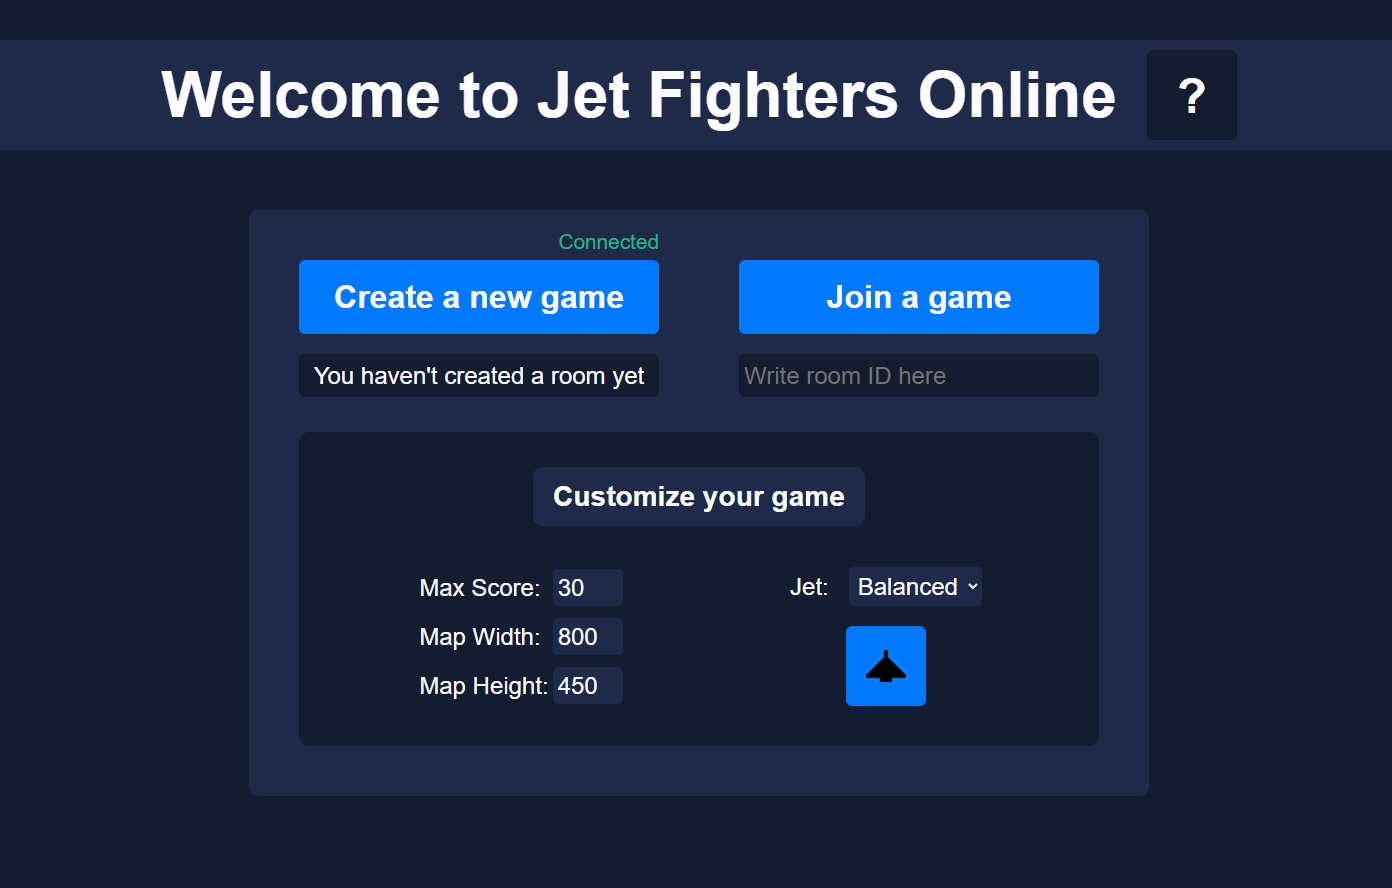 Welcome to Jet Fighters Online
?
Connected
Create a new game
Join a game
You haven't created a room yet
Write room ID here
Customize your game
Max Score: 30
Map Width: 800
Map Height: 450
Jet: Balanced